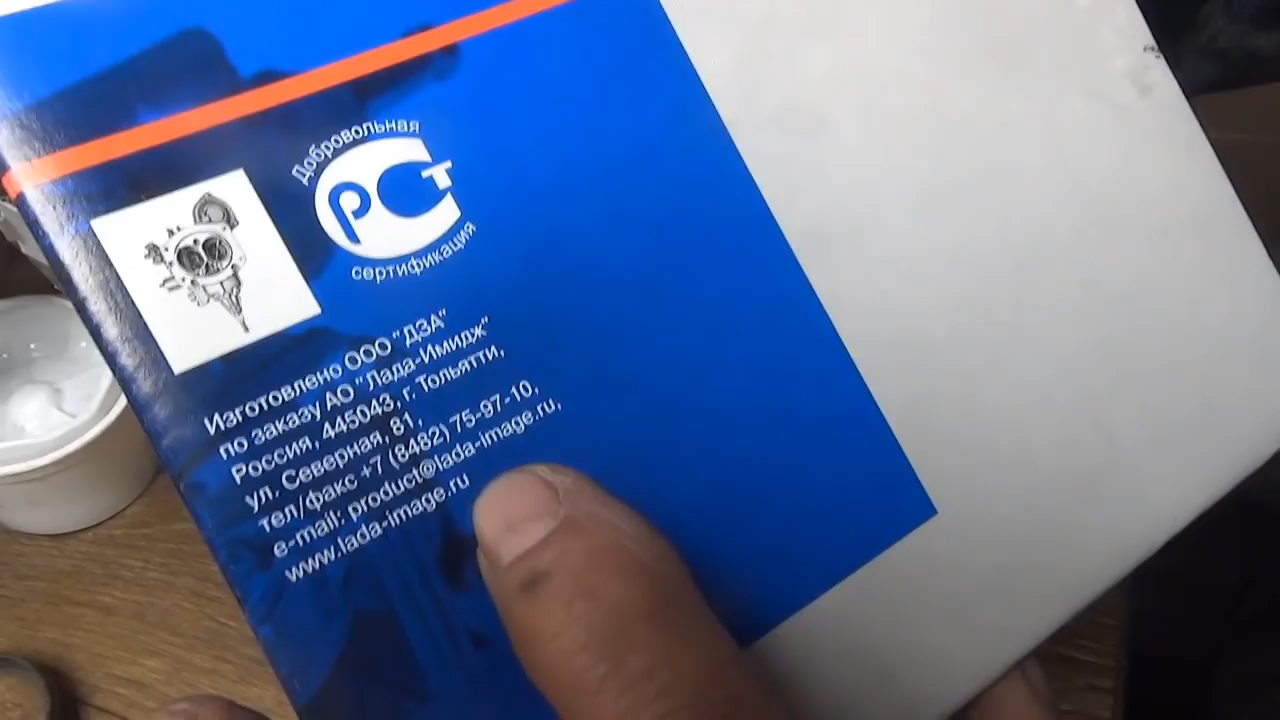 Добровольная
РСТ
сертификация
Изготовлено ООО "ДЗА"
по заказу АО "Лада-Имидж"
Россия, 445043, г. Тольятти,
ул. Северная, 81,
тел/факс +7 (8482) 75-97-10,
e-mail: product@lada-image.ru,
www.lada-image.ru